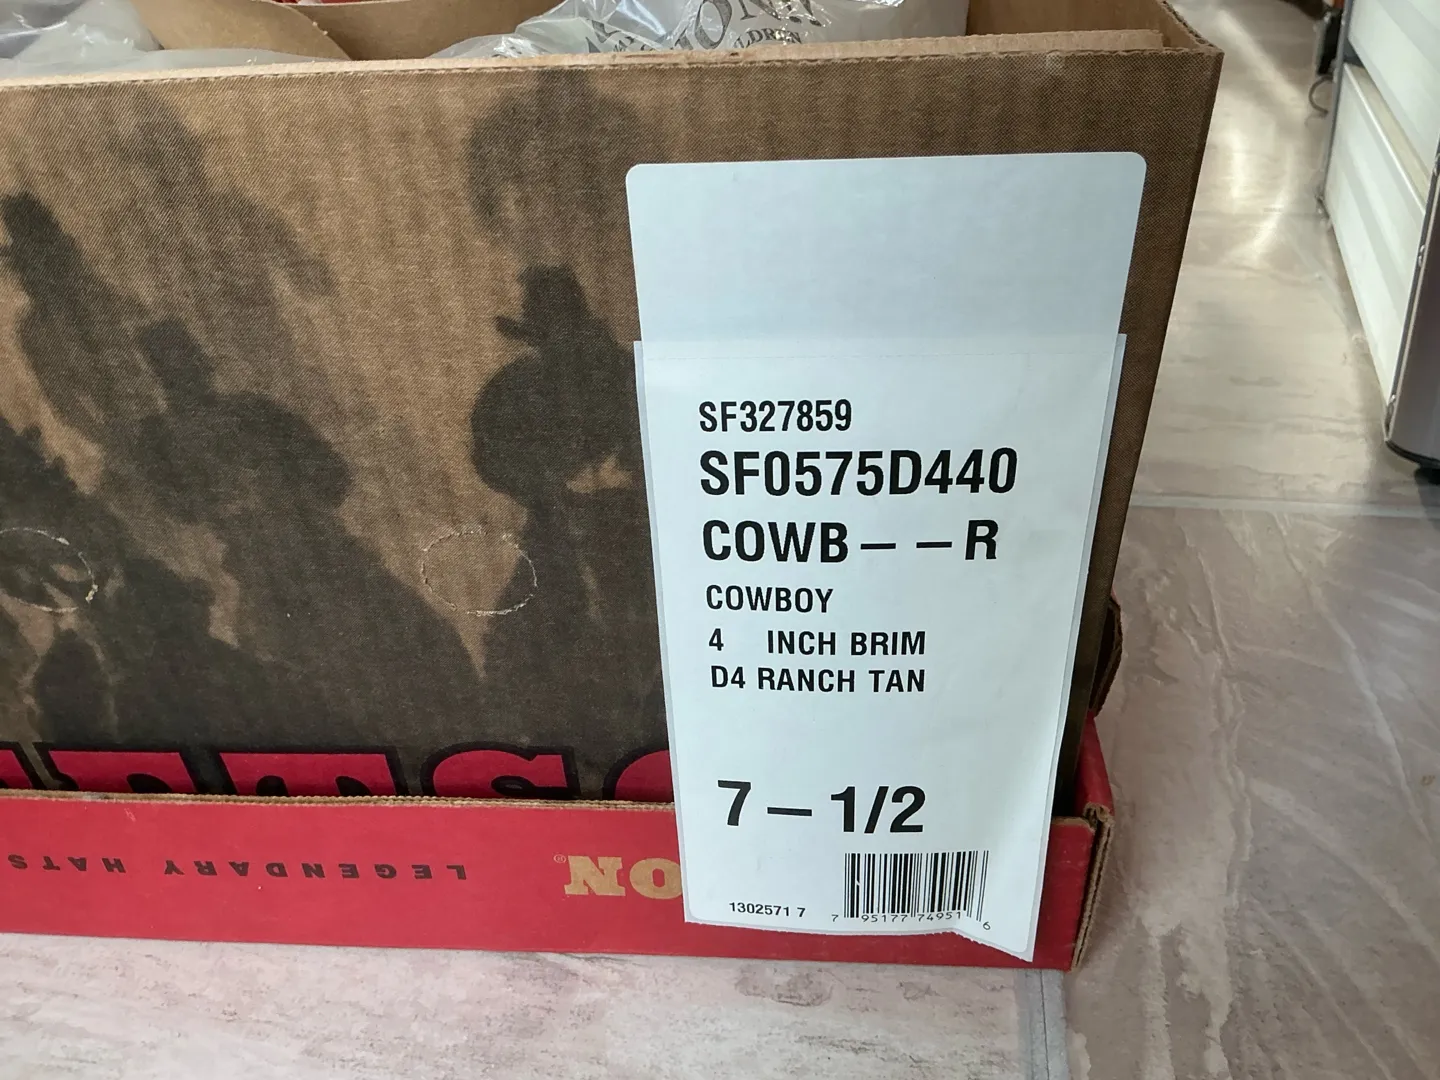 SF327859
SF0575D440
COWB – – R
COWBOY
4 INCH BRIM
D4 RANCH TAN
7 – 1/2
1302571 7
7 95177 74951 6
LEGENDARY HATS